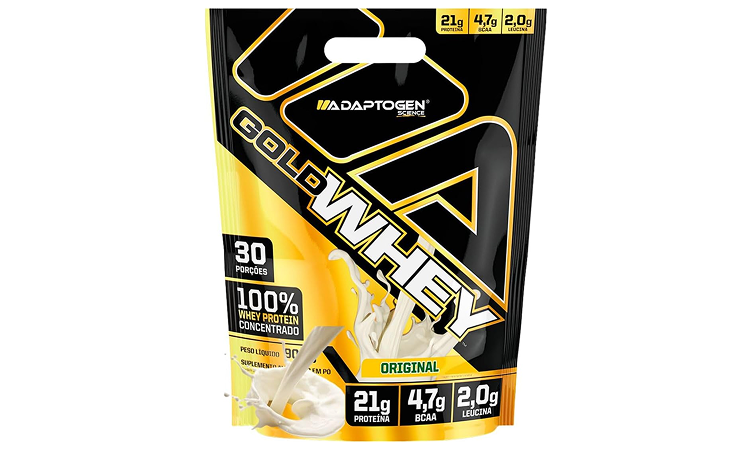 21g 4,7g 2,0g
PROTEÍNA BCAA LEUCINA
ADAPTOGEN®
SCIENCE
GOLD WHEY
30
PORÇÕES
100%
WHEY PROTEIN
CONCENTRADO
PESO LÍQUIDO
SUPLEMENTO EM PÓ
ORIGINAL
21g 4,7g 2,0g
PROTEÍNA BCAA LEUCINA